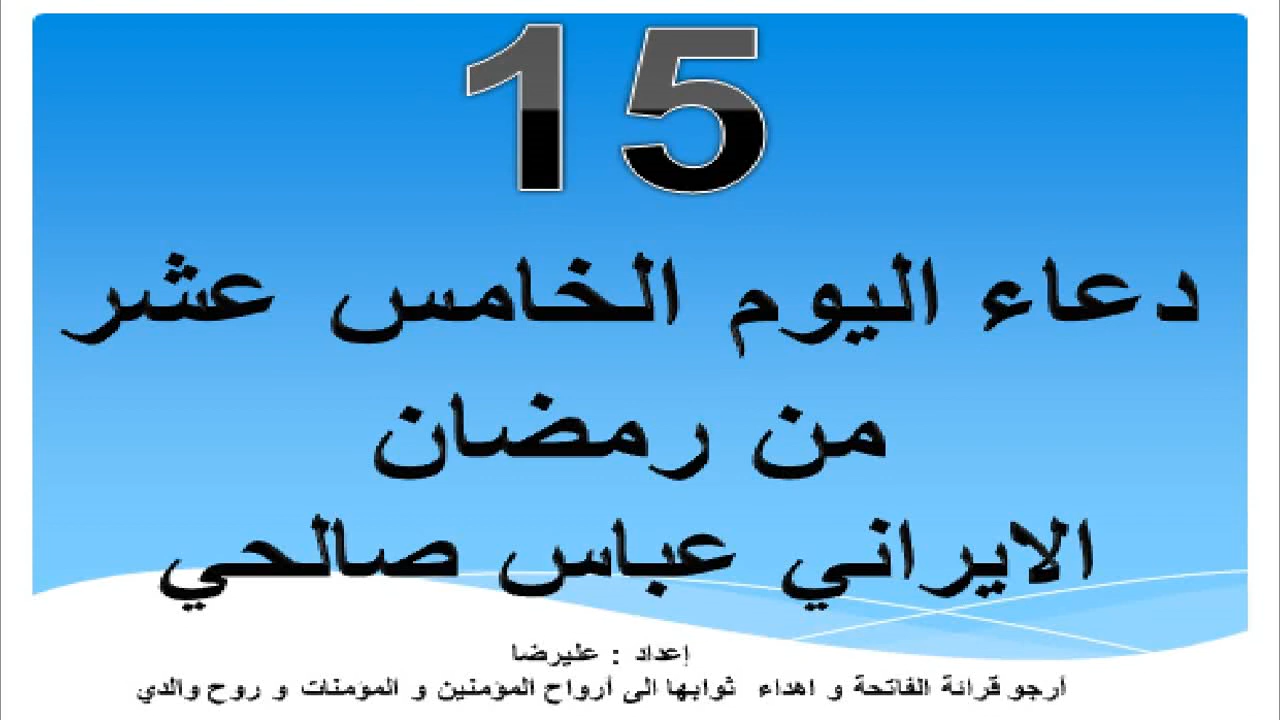 15
دعاء اليوم الخامس عشر
من رمضان
الايراني عباس صالحي
إعداد : عليرضا
أرجو قرائة الفاتحة و اهداء ثوابها الى أرواح المؤمنين و المؤمنات و روح والدي